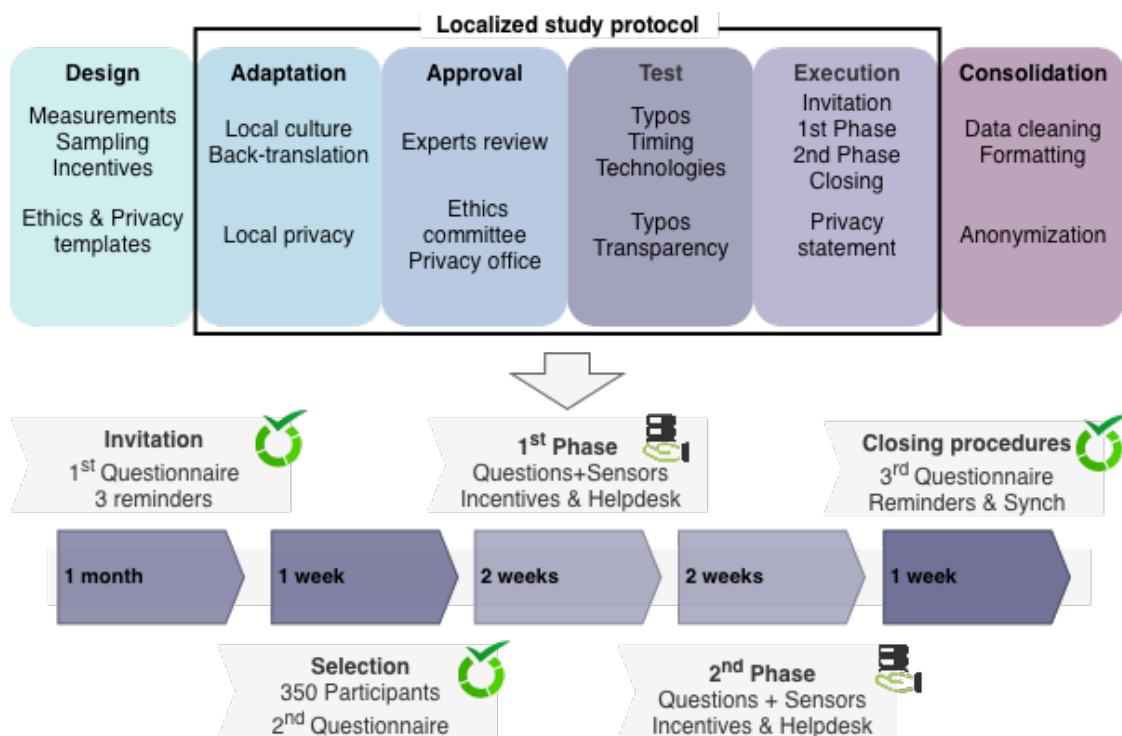 Localized study protocol
Design
Measurements
Sampling
Incentives
Ethics & Privacy
templates
Adaptation
Local culture
Back-translation
Local privacy
Approval
Experts review
Ethics
committee
Privacy office
Test
Typos
Timing
Technologies
Typos
Transparency
Execution
Invitation
1st Phase
2nd Phase
Closing
Privacy
statement
Consolidation
Data cleaning
Formatting
Anonymization
Invitation
1st Questionnaire
3 reminders
1st Phase
Questions+Sensors
Incentives & Helpdesk
Closing procedures
3rd Questionnaire
Reminders & Synch
1 month
1 week
2 weeks
2 weeks
1 week
Selection
350 Participants
2nd Questionnaire
2nd Phase
Questions + Sensors
Incentives & Helpdesk